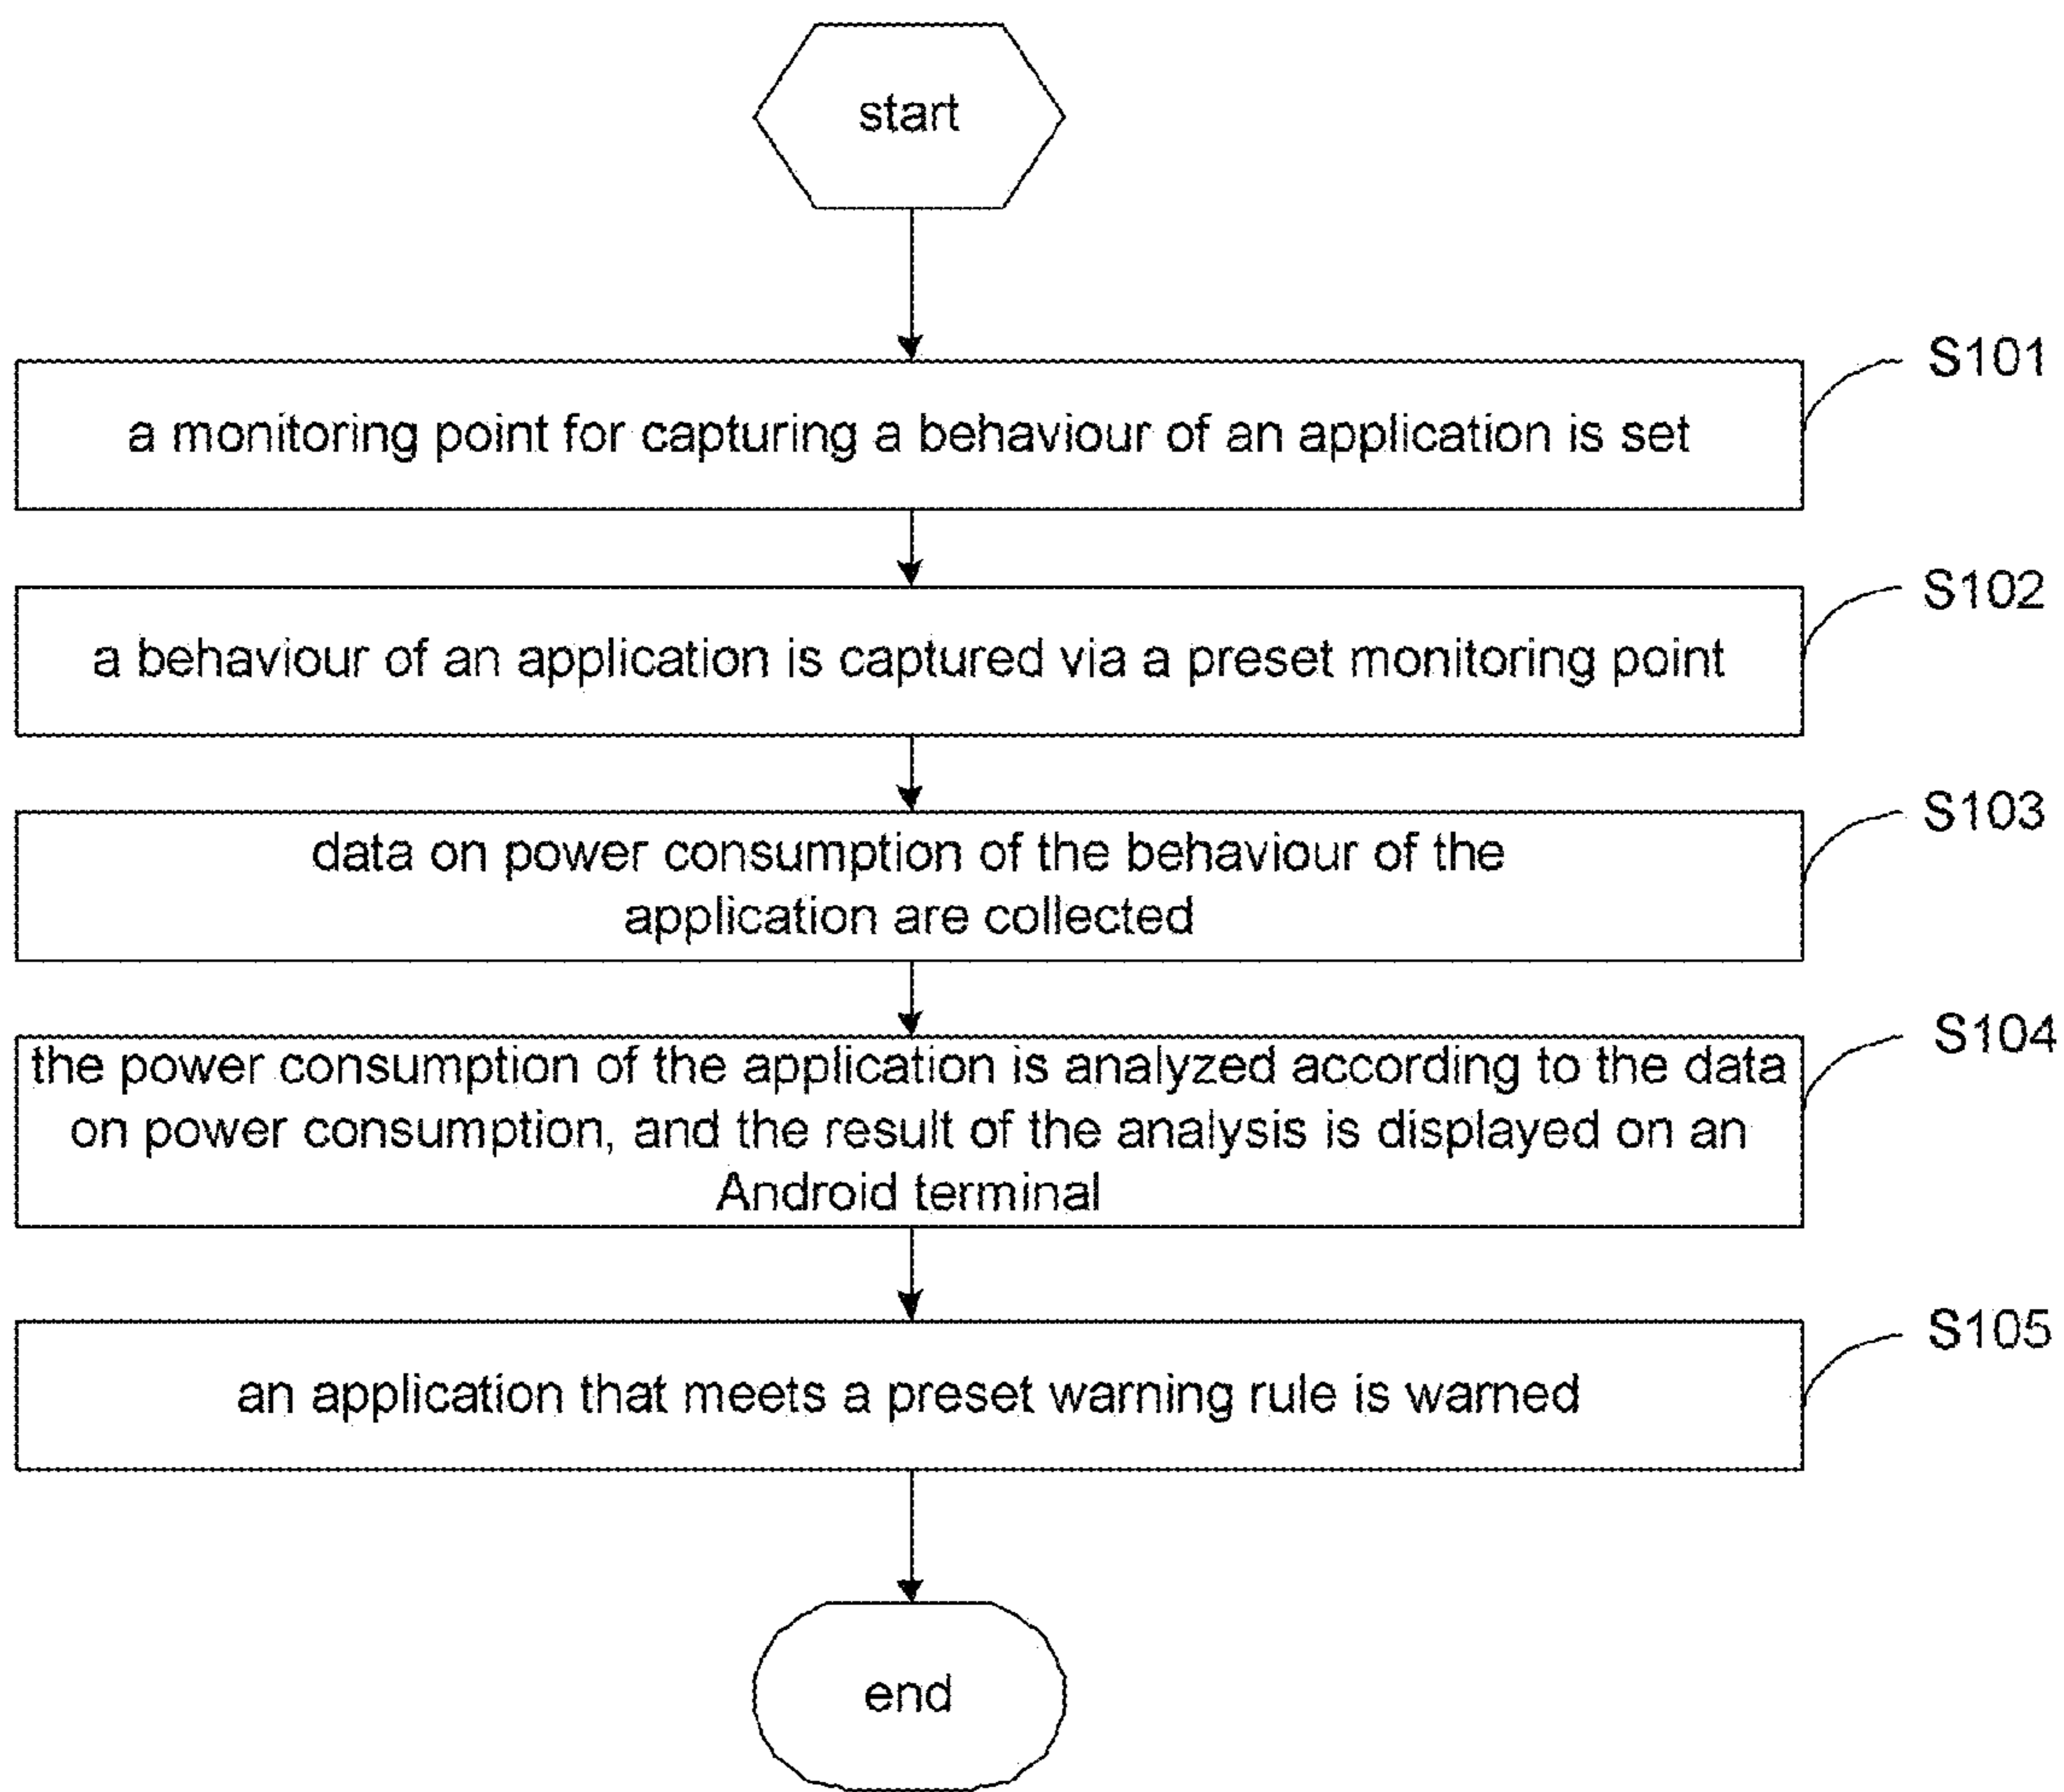 start
S101
a monitoring point for capturing a behaviour of an application is set
S102
a behaviour of an application is captured via a preset monitoring point
S103
data on power consumption of the behaviour of the
application are collected
S104
the power consumption of the application is analyzed according to the data
on power consumption, and the result of the analysis is displayed on an
Android terminal
S105
an application that meets a preset warning rule is warned
end